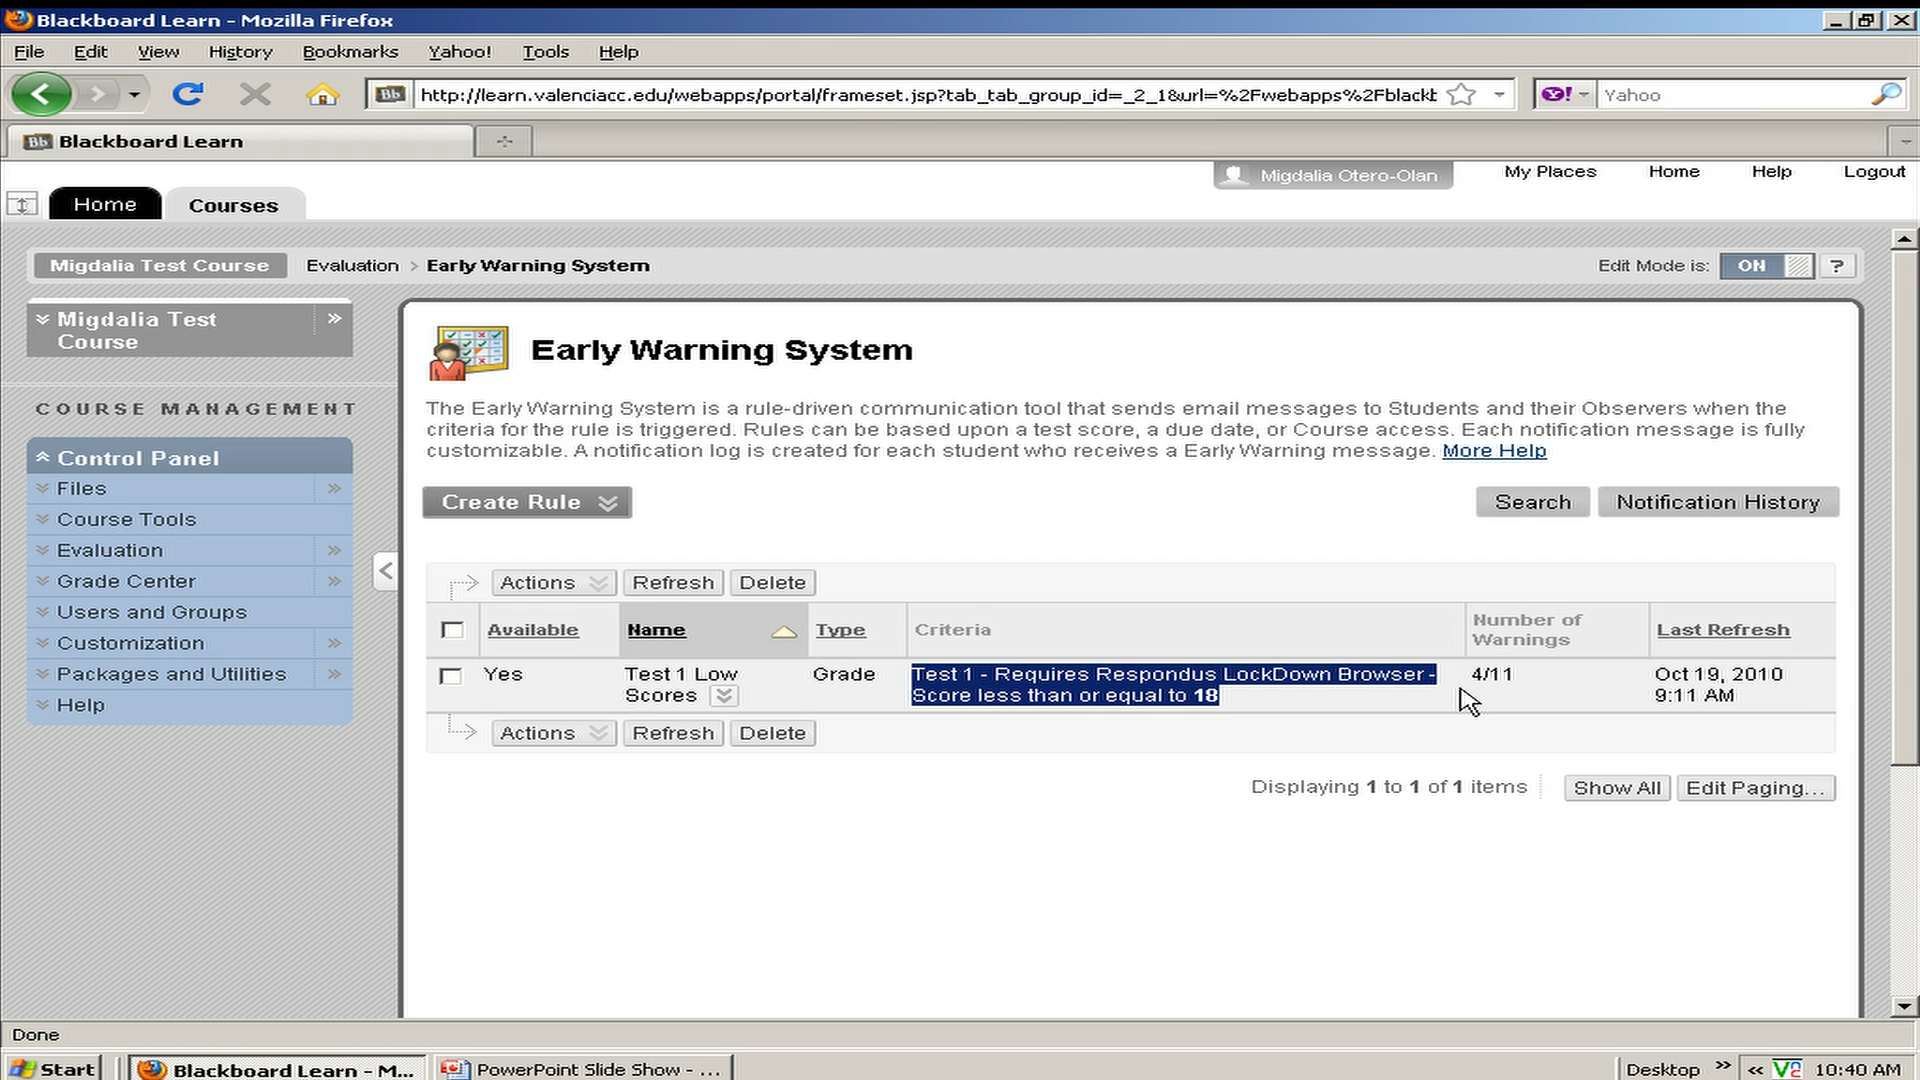 Blackboard Learn - Mozilla Firefox
File Edit View History Bookmarks Yahoo! Tools Help
Bb http://learn.valenciacc.edu/webapps/portal/frameset.jsp?tab_tab_group_id=_2_1&url=%2Fwebapps%2Fblackb Y! Yahoo
Bb Blackboard Learn
Migdalia Otero-Olan My Places Home Help Logout
Home Courses
Migdalia Test Course Evaluation > Early Warning System Edit Mode is: ON ?
Migdalia Test
Course
COURSE MANAGEMENT
Control Panel
Files
Course Tools
Evaluation
Grade Center
Users and Groups
Customization
Packages and Utilities
Help
Early Warning System
The Early Warning System is a rule-driven communication tool that sends email messages to Students and their Observers when the
criteria for the rule is triggered. Rules can be based upon a test score, a due date, or Course access. Each notification message is fully
customizable. A notification log is created for each student who receives a Early Warning message. More Help
Create Rule Search Notification History
Actions Refresh Delete
Available Name Type Criteria Number of Warnings Last Refresh
Yes Test 1 Low Grade Test 1 - Requires Respondus LockDown Browser - 4/11 Oct 19, 2010
Scores Score less than or equal to 18 9:11 AM
Actions Refresh Delete
Displaying 1 to 1 of 1 items Show All Edit Paging...
Done
Start Blackboard Learn - M... PowerPoint Slide Show - ... Desktop » « V2 10:40 AM